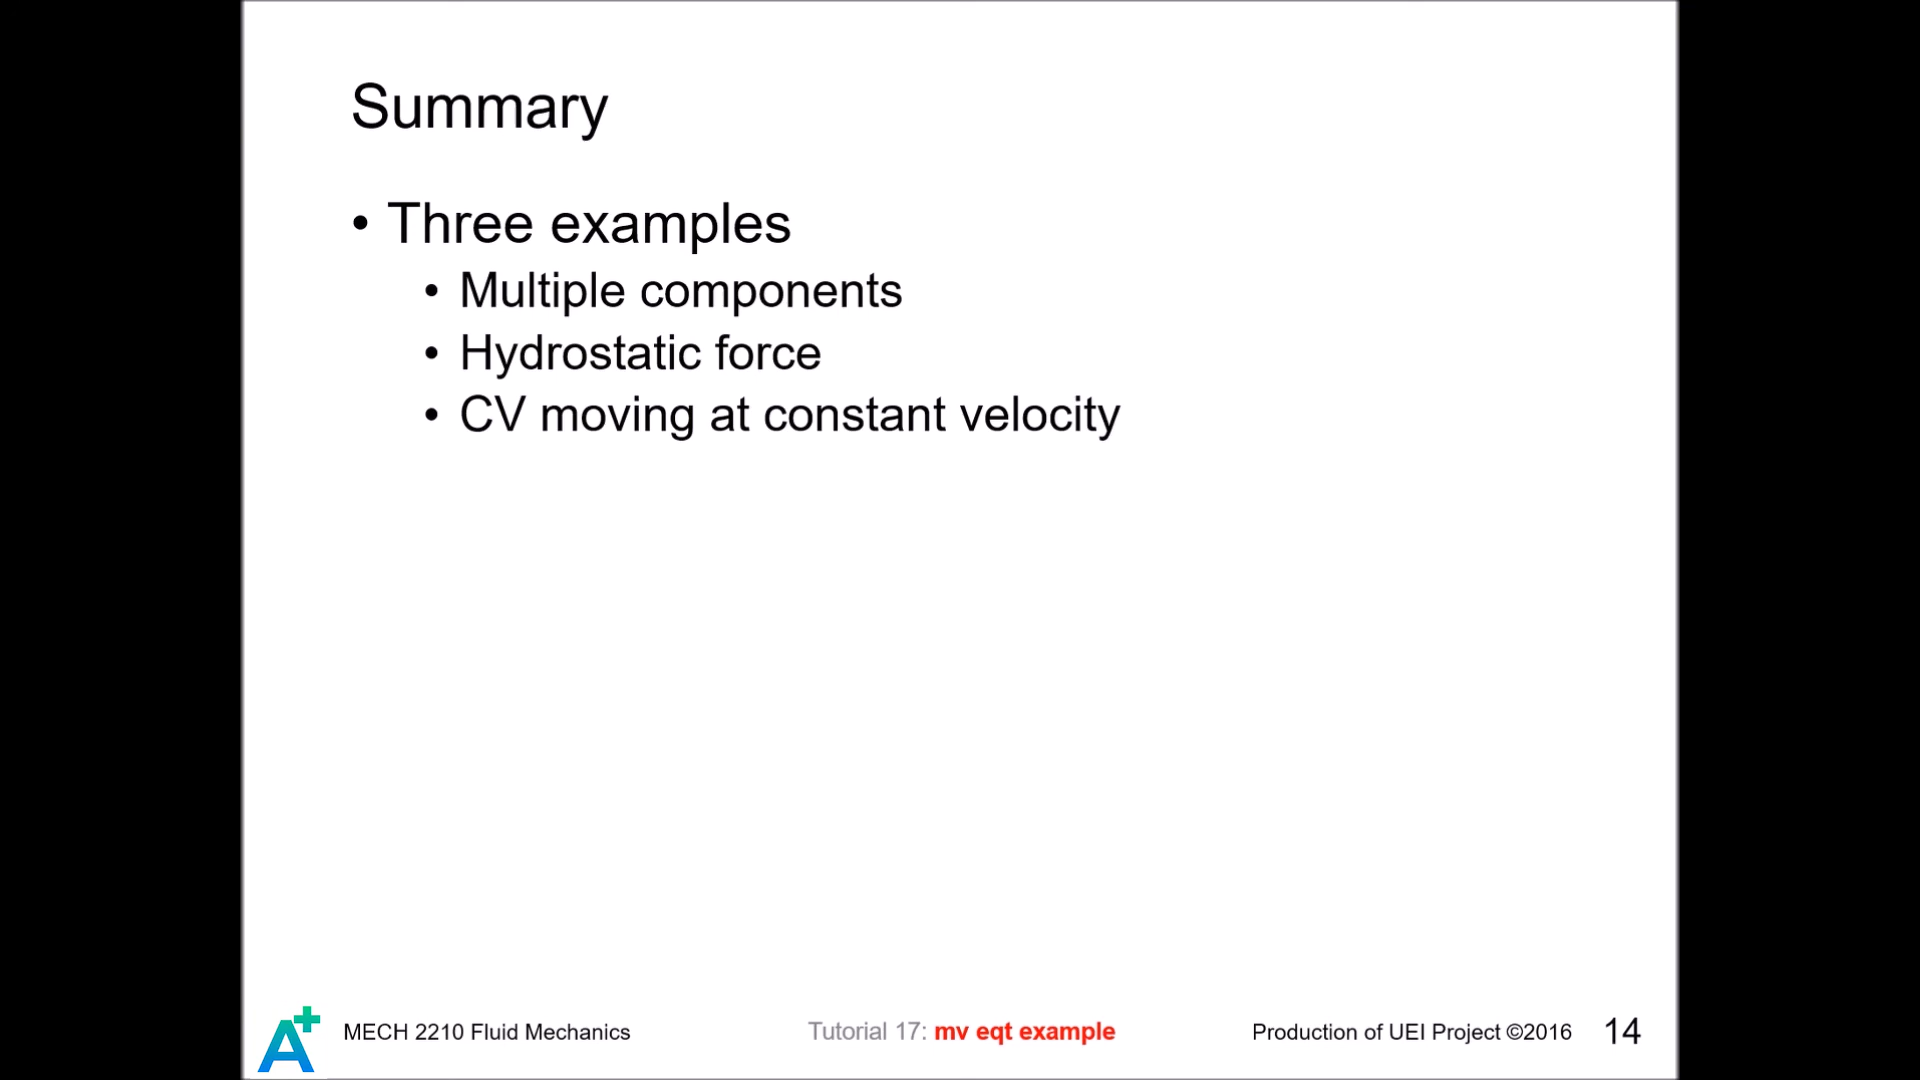 Summary
• Three examples
• Multiple components
• Hydrostatic force
• CV moving at constant velocity
A+ MECH 2210 Fluid Mechanics Tutorial 17: mv eqt example Production of UEI Project ©2016 14